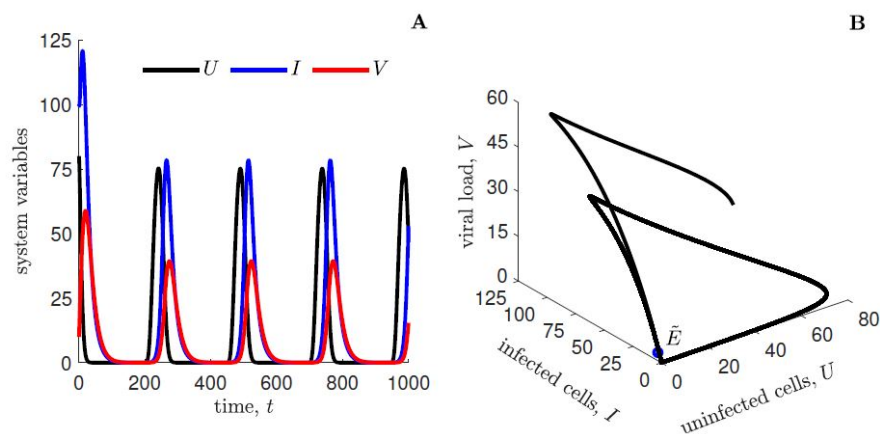 A
system variables
125
100
75
50
25
0
U I V
0 200 400 600 800 1000
time, t
B
viral load, V
60
45
30
15
0
125
100
75
50
25
0
infected cells, I
Ẽ
0
20
40
60
80
uninfected cells, U